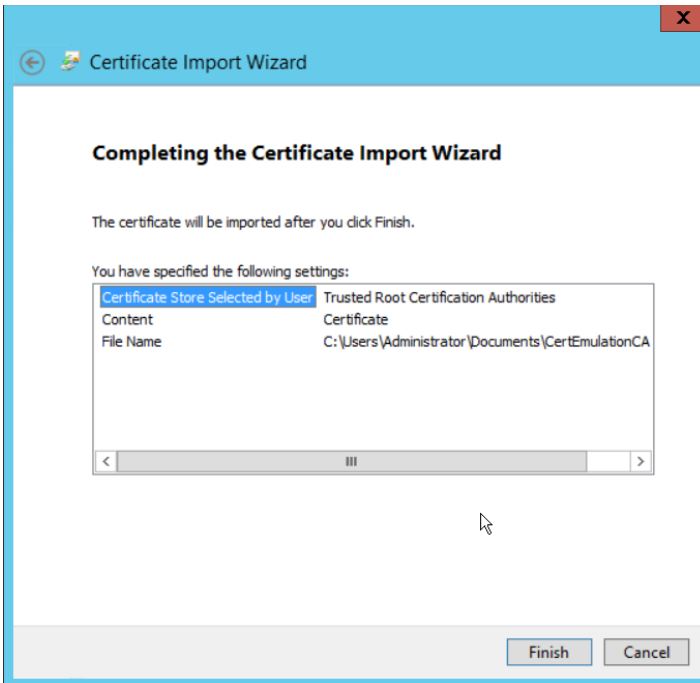 X
Certificate Import Wizard
Completing the Certificate Import Wizard
The certificate will be imported after you click Finish.
You have specified the following settings:
Certificate Store Selected by User Trusted Root Certification Authorities
Content Certificate
File Name C:\Users\Administrator\Documents\CertEmulationCA
Finish Cancel